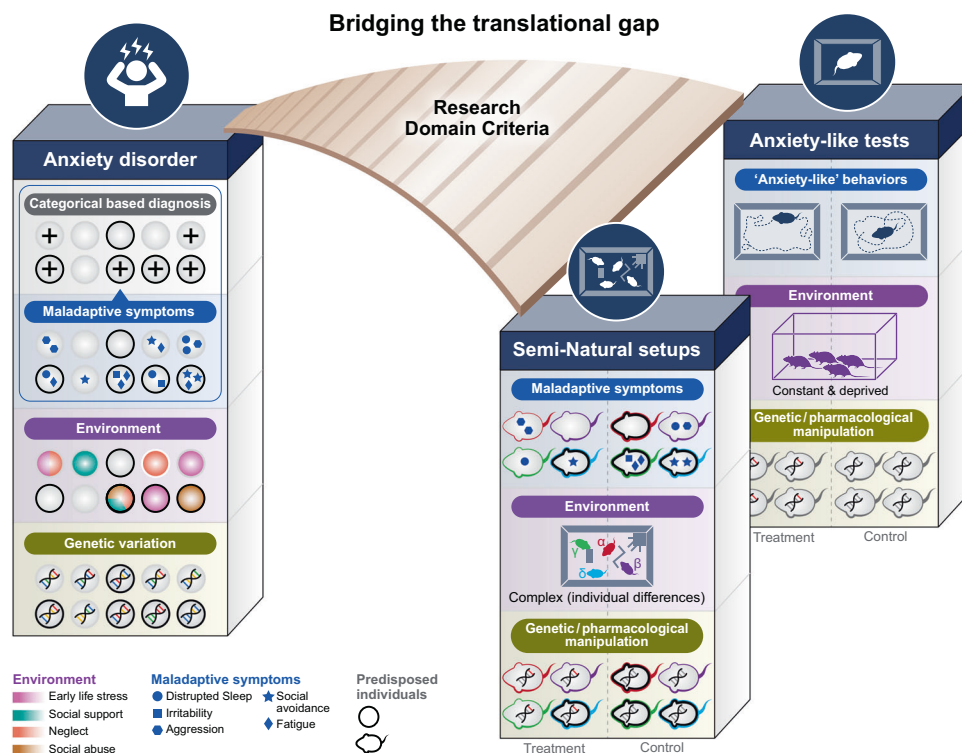 Bridging the translational gap
Research
Domain Criteria
Anxiety disorder
Categorical based diagnosis
+ +
+ + + +
Maladaptive symptoms
Environment
Genetic variation
Semi-Natural setups
Maladaptive symptoms
Environment
α
γ
β
δ
Complex (individual differences)
Genetic/pharmacological
manipulation
Treatment Control
Anxiety-like tests
'Anxiety-like' behaviors
Environment
Constant & deprived
Genetic/pharmacological
manipulation
Treatment Control
Environment
Early life stress
Social support
Neglect
Social abuse
Maladaptive symptoms
Distrupted Sleep
Irritability
Aggression
Social
avoidance
Fatigue
Predisposed
individuals